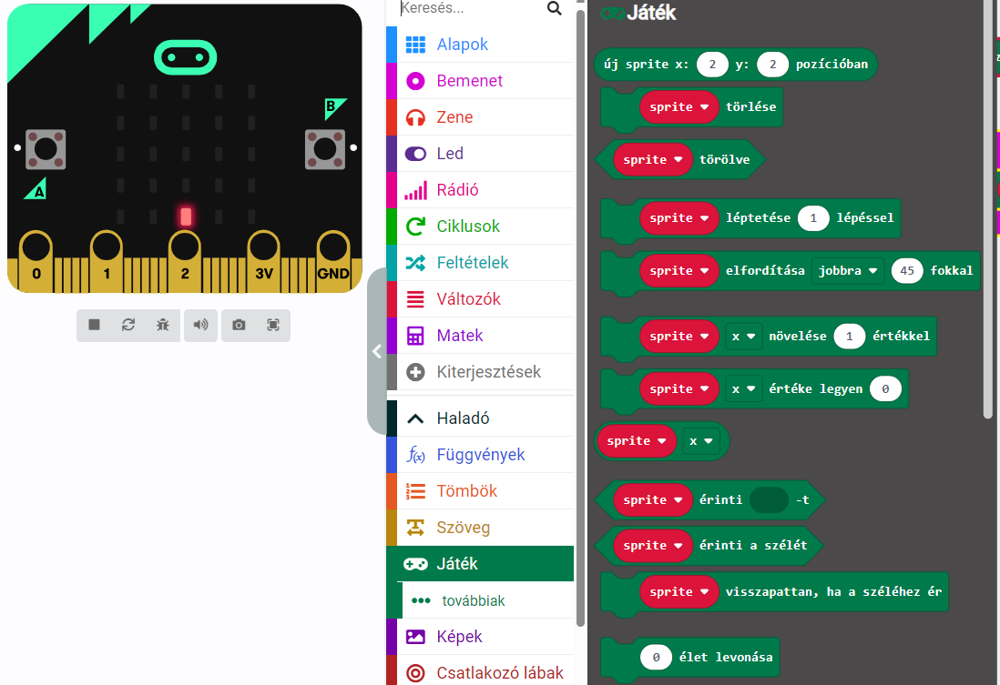 B
A
0 1 2 3V GND
Keresés...
Alapok
Bemenet
Zene
Led
Rádió
Ciklusok
Feltételek
Változók
Matek
Kiterjesztések
Haladó
f(x) Függvények
Tömbök
Szöveg
Játék
továbbiak
Képek
Csatlakozó lábak
Játék
új sprite x: 2 y: 2 pozícióban
sprite törlése
sprite törölve
sprite léptetése 1 lépéssel
sprite elfordítása jobbra 45 fokkal
sprite x növelése 1 értékkel
sprite x értéke legyen 0
sprite x
sprite érinti -t
sprite érinti a szélét
sprite visszapattan, ha a széléhez ér
0 élet levonása